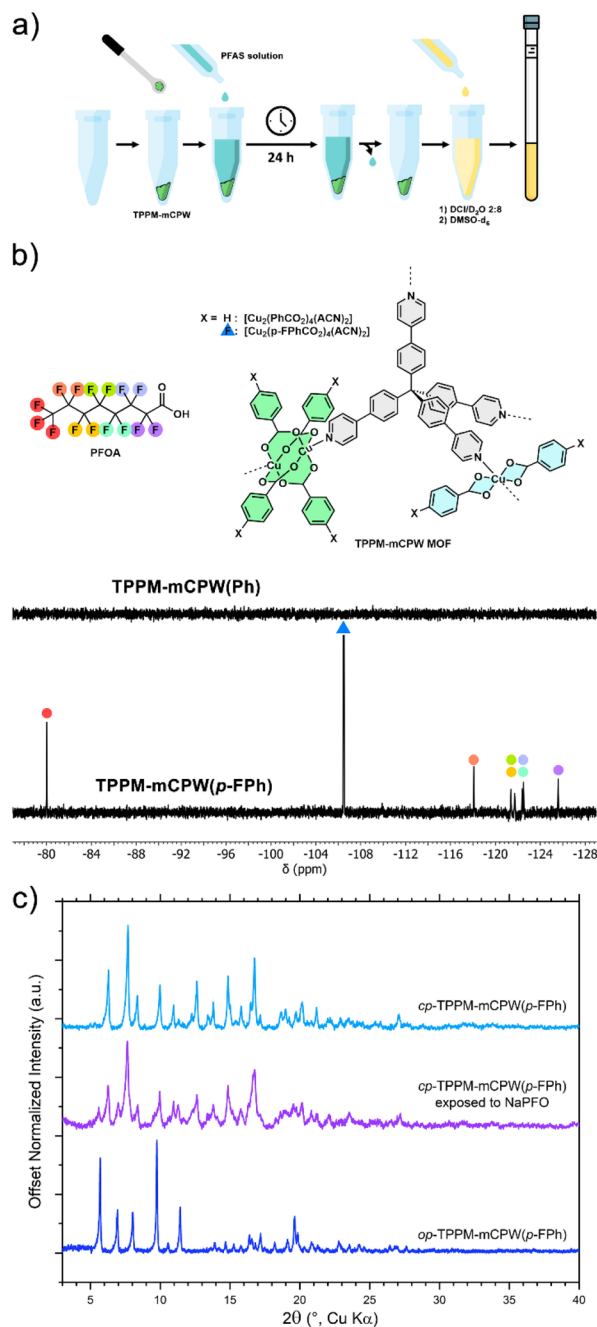 a)
PFAS solution
24 h
TPPM-mCPW
1) DCl/D₂O 2:8
2) DMSO-d₆
b)
X = H : [Cu₂(PhCO₂)₄(ACN)₂]
F : [Cu₂(p-FPhCO₂)₄(ACN)₂]
F F F F F F
F
F
F
F F F F F F
O
OH
PFOA
N
N
N
N
X
X
X
X
O
O
O
O
O
O
O
Cu
Cu
O
O
Cu
O
O
X
X
TPPM-mCPW MOF
TPPM-mCPW(Ph)
TPPM-mCPW(p-FPh)
-80 -84 -88 -92 -96 -100 -104 -108 -112 -116 -120 -124 -128
δ (ppm)
c)
Offset Normalized Intensity (a.u.)
cp-TPPM-mCPW(p-FPh)
cp-TPPM-mCPW(p-FPh)
exposed to NaPFO
op-TPPM-mCPW(p-FPh)
5 10 15 20 25 30 35 40
2θ (°, Cu Kα)